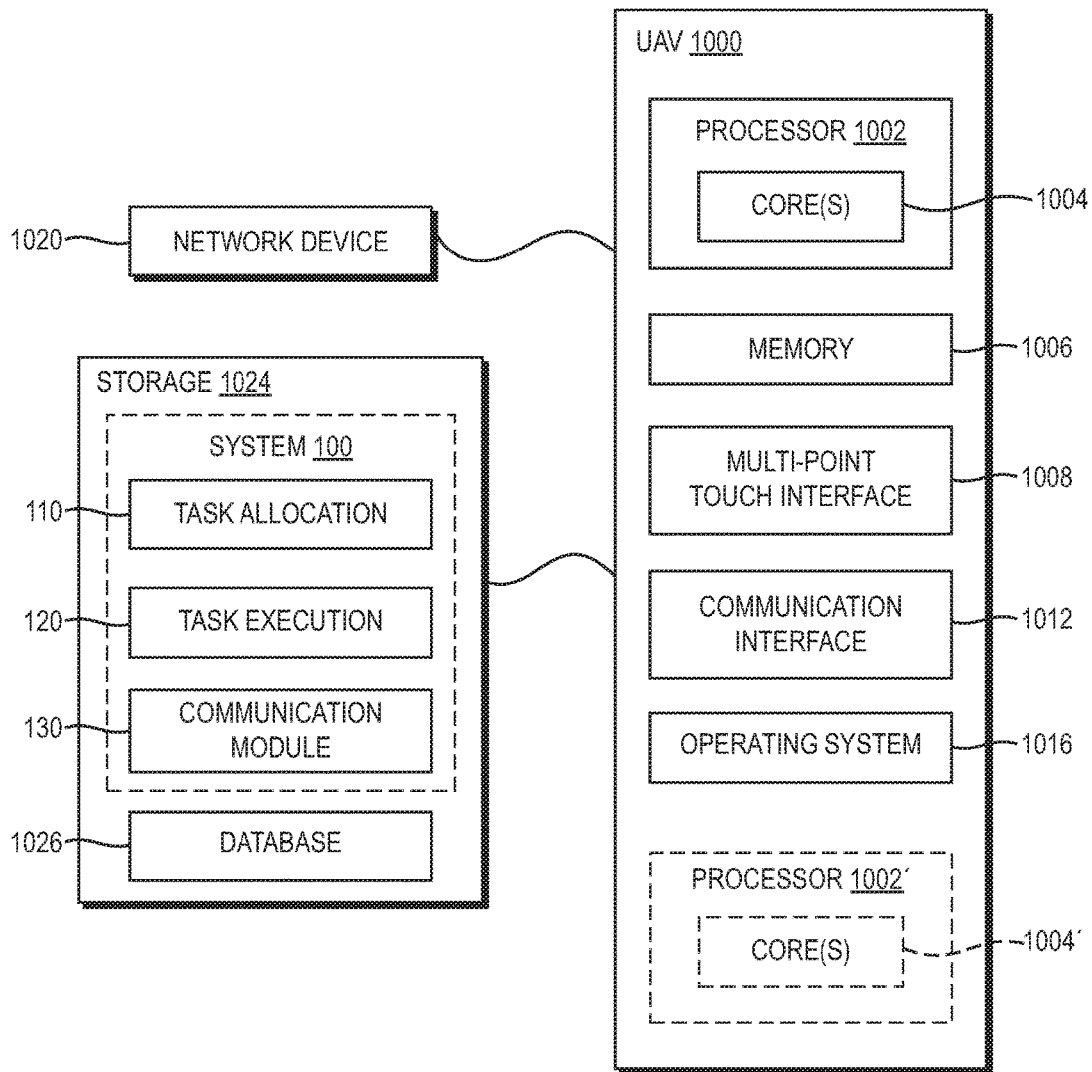 UAV 1000
PROCESSOR 1002
CORE(S)
1004
1020
NETWORK DEVICE
MEMORY
1006
STORAGE 1024
SYSTEM 100
110
TASK ALLOCATION
MULTI-POINT
TOUCH INTERFACE
1008
120
TASK EXECUTION
COMMUNICATION
INTERFACE
1012
130
COMMUNICATION
MODULE
OPERATING SYSTEM
1016
1026
DATABASE
PROCESSOR 1002´
CORE(S)
1004´